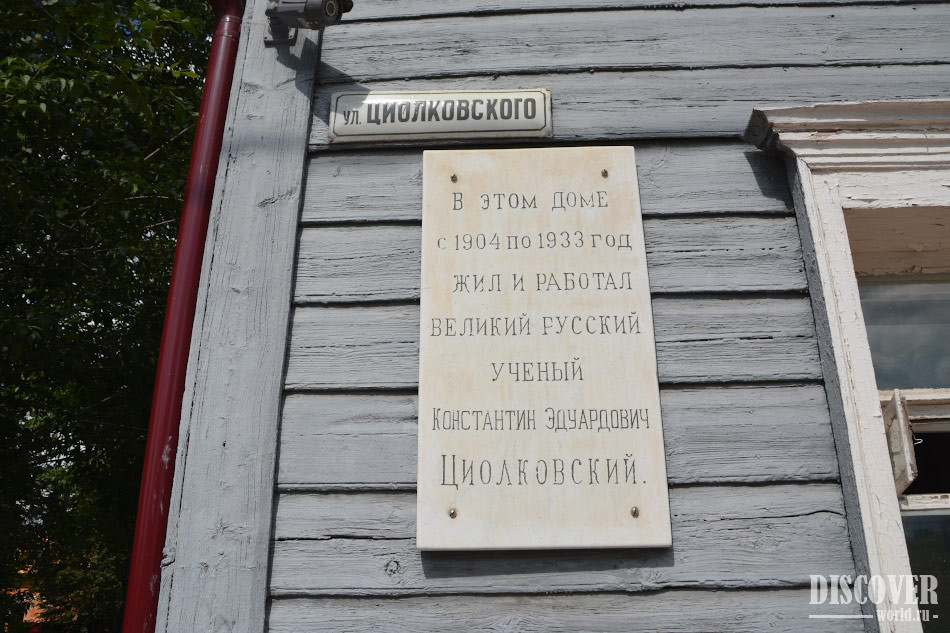 ул. ЦИОЛКОВСКОГО
В ЭТОМ ДОМЕ
С 1904 ПО 1933 ГОД
ЖИЛ И РАБОТАЛ
ВЕЛИКИЙ РУССКИЙ
УЧЕНЫЙ
КОНСТАНТИН ЭДУАРДОВИЧ
ЦИОЛКОВСКИЙ.
DISCOVER
- world.ru -